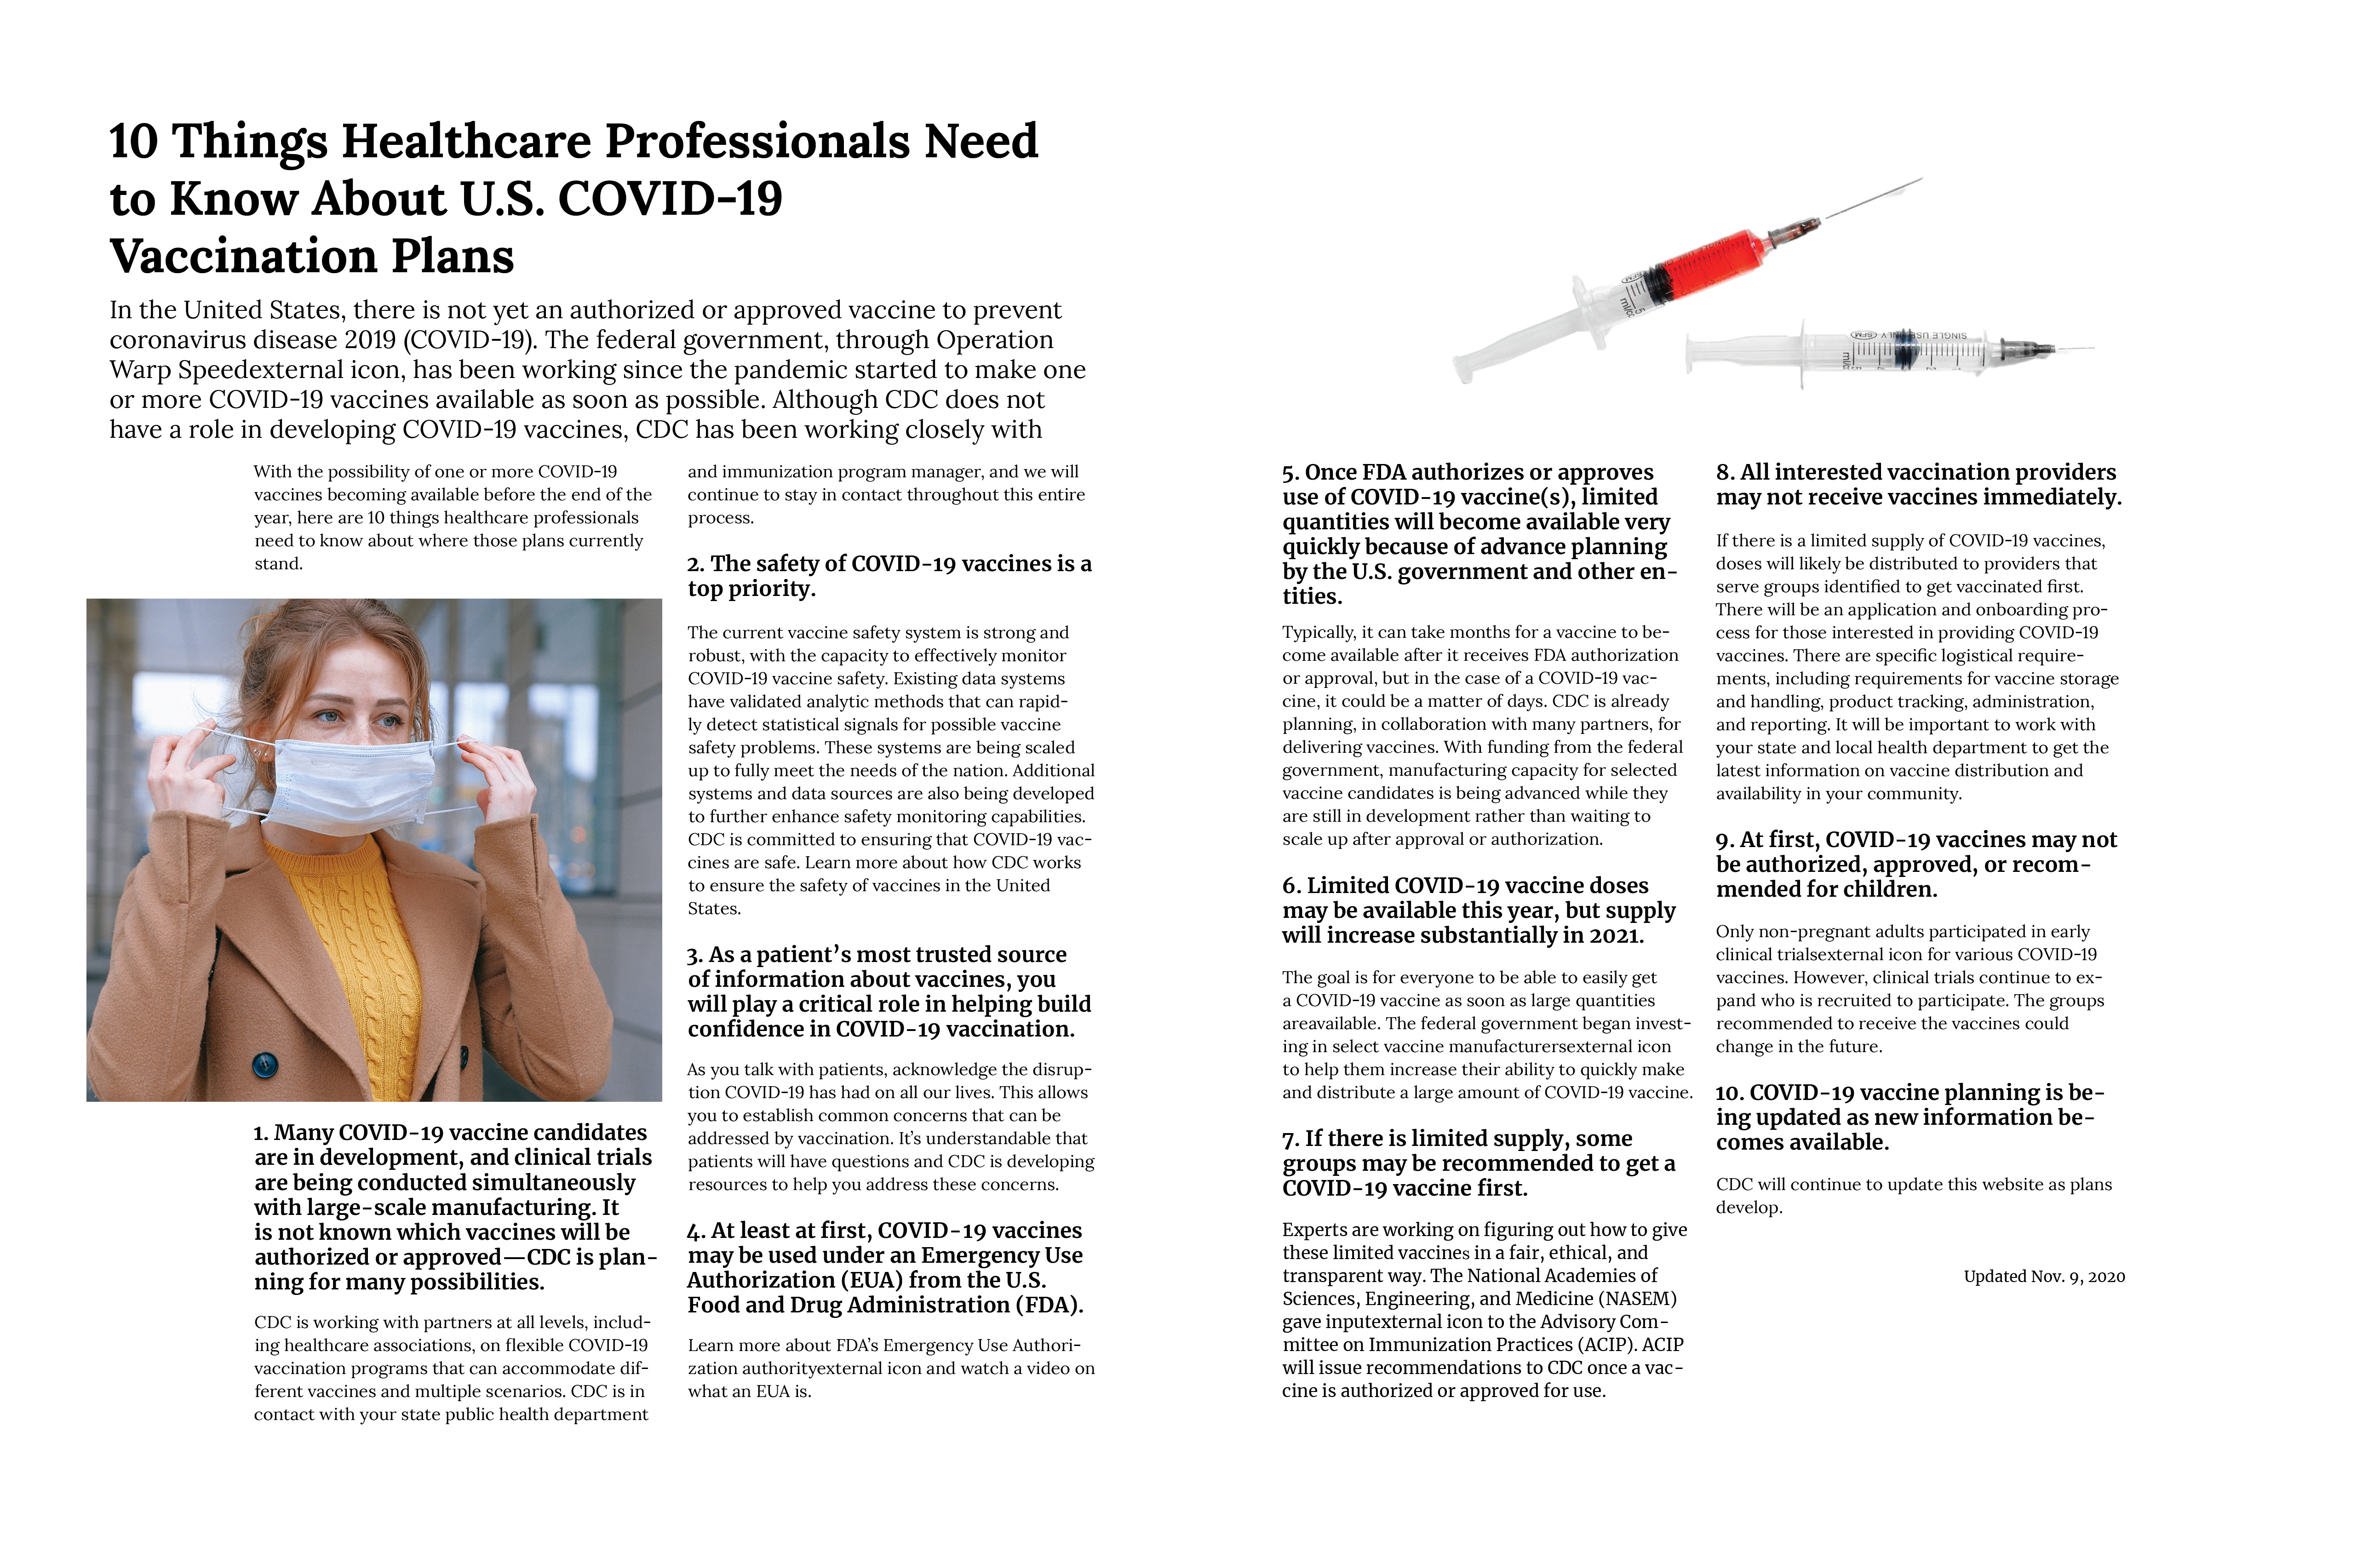 10 Things Healthcare Professionals Need
to Know About U.S. COVID-19
Vaccination Plans
In the United States, there is not yet an authorized or approved vaccine to prevent
coronavirus disease 2019 (COVID-19). The federal government, through Operation
Warp Speedexternal icon, has been working since the pandemic started to make one
or more COVID-19 vaccines available as soon as possible. Although CDC does not
have a role in developing COVID-19 vaccines, CDC has been working closely with
With the possibility of one or more COVID-19
vaccines becoming available before the end of the
year, here are 10 things healthcare professionals
need to know about where those plans currently
stand.
1. Many COVID-19 vaccine candidates
are in development, and clinical trials
are being conducted simultaneously
with large-scale manufacturing. It
is not known which vaccines will be
authorized or approved—CDC is plan-
ning for many possibilities.
CDC is working with partners at all levels, includ-
ing healthcare associations, on flexible COVID-19
vaccination programs that can accommodate dif-
ferent vaccines and multiple scenarios. CDC is in
contact with your state public health department
and immunization program manager, and we will
continue to stay in contact throughout this entire
process.
2. The safety of COVID-19 vaccines is a
top priority.
The current vaccine safety system is strong and
robust, with the capacity to effectively monitor
COVID-19 vaccine safety. Existing data systems
have validated analytic methods that can rapid-
ly detect statistical signals for possible vaccine
safety problems. These systems are being scaled
up to fully meet the needs of the nation. Additional
systems and data sources are also being developed
to further enhance safety monitoring capabilities.
CDC is committed to ensuring that COVID-19 vac-
cines are safe. Learn more about how CDC works
to ensure the safety of vaccines in the United
States.
3. As a patient’s most trusted source
of information about vaccines, you
will play a critical role in helping build
confidence in COVID-19 vaccination.
As you talk with patients, acknowledge the disrup-
tion COVID-19 has had on all our lives. This allows
you to establish common concerns that can be
addressed by vaccination. It’s understandable that
patients will have questions and CDC is developing
resources to help you address these concerns.
4. At least at first, COVID-19 vaccines
may be used under an Emergency Use
Authorization (EUA) from the U.S.
Food and Drug Administration (FDA).
Learn more about FDA’s Emergency Use Authori-
zation authorityexternal icon and watch a video on
what an EUA is.
SINGLE USE ONLY
5. Once FDA authorizes or approves
use of COVID-19 vaccine(s), limited
quantities will become available very
quickly because of advance planning
by the U.S. government and other en-
tities.
Typically, it can take months for a vaccine to be-
come available after it receives FDA authorization
or approval, but in the case of a COVID-19 vac-
cine, it could be a matter of days. CDC is already
planning, in collaboration with many partners, for
delivering vaccines. With funding from the federal
government, manufacturing capacity for selected
vaccine candidates is being advanced while they
are still in development rather than waiting to
scale up after approval or authorization.
6. Limited COVID-19 vaccine doses
may be available this year, but supply
will increase substantially in 2021.
The goal is for everyone to be able to easily get
a COVID-19 vaccine as soon as large quantities
areavailable. The federal government began invest-
ing in select vaccine manufacturersexternal icon
to help them increase their ability to quickly make
and distribute a large amount of COVID-19 vaccine.
7. If there is limited supply, some
groups may be recommended to get a
COVID-19 vaccine first.
Experts are working on figuring out how to give
these limited vaccines in a fair, ethical, and
transparent way. The National Academies of
Sciences, Engineering, and Medicine (NASEM)
gave inputexternal icon to the Advisory Com-
mittee on Immunization Practices (ACIP). ACIP
will issue recommendations to CDC once a vac-
cine is authorized or approved for use.
8. All interested vaccination providers
may not receive vaccines immediately.
If there is a limited supply of COVID-19 vaccines,
doses will likely be distributed to providers that
serve groups identified to get vaccinated first.
There will be an application and onboarding pro-
cess for those interested in providing COVID-19
vaccines. There are specific logistical require-
ments, including requirements for vaccine storage
and handling, product tracking, administration,
and reporting. It will be important to work with
your state and local health department to get the
latest information on vaccine distribution and
availability in your community.
9. At first, COVID-19 vaccines may not
be authorized, approved, or recom-
mended for children.
Only non-pregnant adults participated in early
clinical trialsexternal icon for various COVID-19
vaccines. However, clinical trials continue to ex-
pand who is recruited to participate. The groups
recommended to receive the vaccines could
change in the future.
10. COVID-19 vaccine planning is be-
ing updated as new information be-
comes available.
CDC will continue to update this website as plans
develop.
Updated Nov. 9, 2020